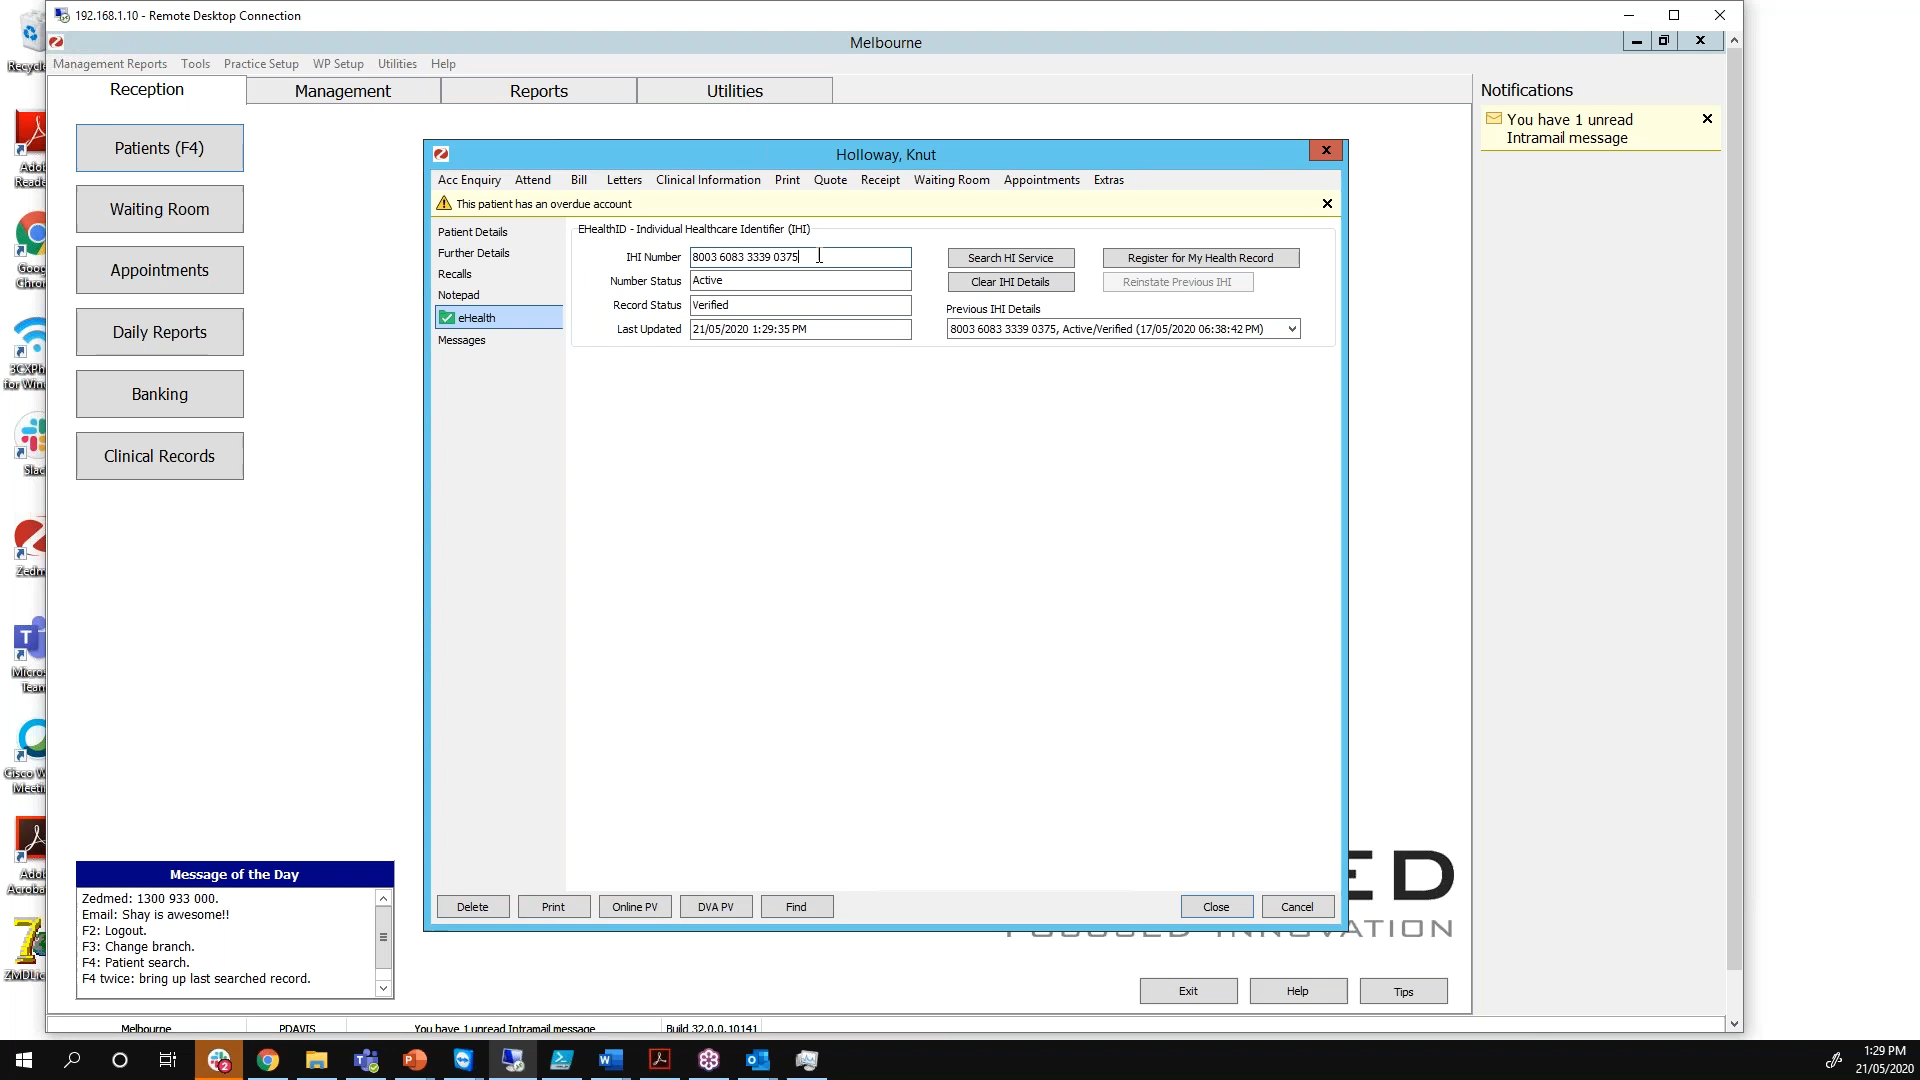 192.168.1.10 - Remote Desktop Connection
Melbourne
Management Reports Tools Practice Setup WP Setup Utilities Help
Reception Management Reports Utilities
Notifications
You have 1 unread
Intramail message
Patients (F4)
Waiting Room
Appointments
Daily Reports
Banking
Clinical Records
Holloway, Knut
Acc Enquiry Attend Bill Letters Clinical Information Print Quote Receipt Waiting Room Appointments Extras
This patient has an overdue account
Patient Details
Further Details
Recalls
Notepad
eHealth
Messages
EHealthID - Individual Healthcare Identifier (IHI)
IHI Number 8003 6083 3339 0375
Number Status Active
Record Status Verified
Last Updated 21/05/2020 1:29:35 PM
Search HI Service Register for My Health Record
Clear IHI Details Reinstate Previous IHI
Previous IHI Details
8003 6083 3339 0375, Active/Verified (17/05/2020 06:38:42 PM)
Delete Print Online PV DVA PV Find Close Cancel
Message of the Day
Zedmed: 1300 933 000.
Email: Shay is awesome!!
F2: Logout.
F3: Change branch.
F4: Patient search.
F4 twice: bring up last searched record.
ED
INNOVATION
Exit Help Tips
Melbourne PDAVIS You have 1 unread Intramail message Build 32.0.0.10141
1:29 PM
21/05/2020